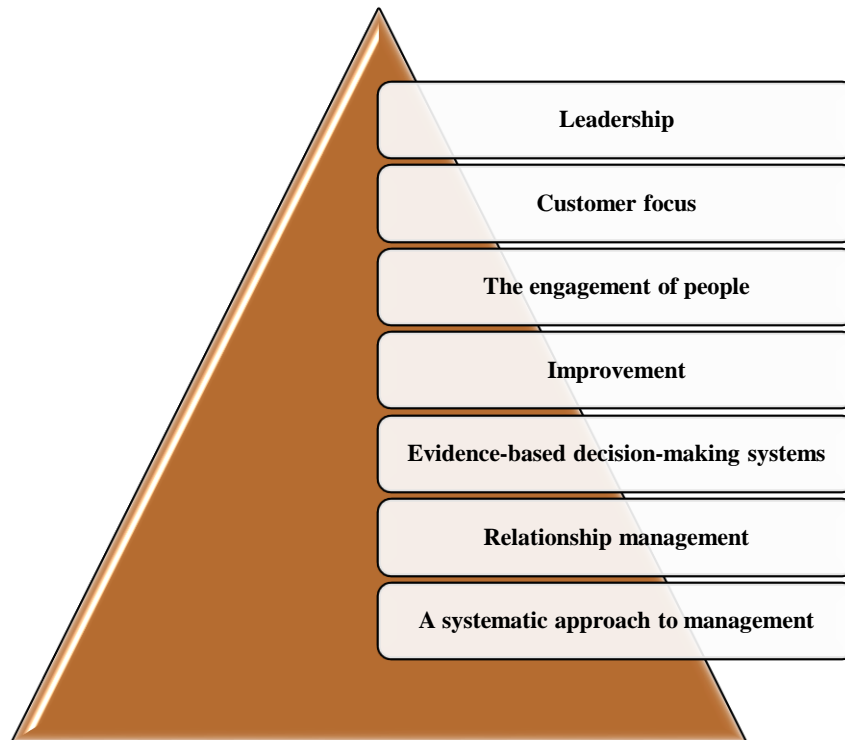 Leadership
Customer focus
The engagement of people
Improvement
Evidence-based decision-making systems
Relationship management
A systematic approach to management